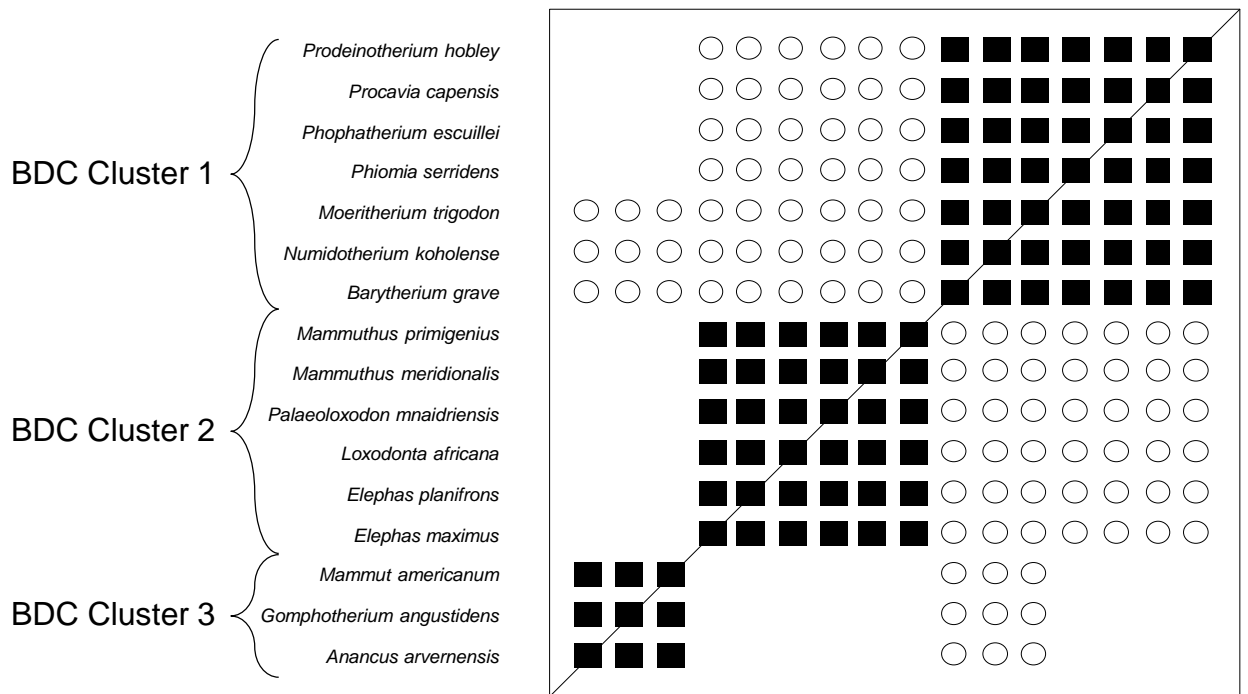 Prodeinotherium hobley
Procavia capensis
Phophatherium escuillei
BDC Cluster 1
Phiomia serridens
Moeritherium trigodon
Numidotherium koholense
Barytherium grave
Mammuthus primigenius
Mammuthus meridionalis
Palaeoloxodon mnaidriensis
BDC Cluster 2
Loxodonta africana
Elephas planifrons
Elephas maximus
Mammut americanum
BDC Cluster 3
Gomphotherium angustidens
Anancus arvernensis